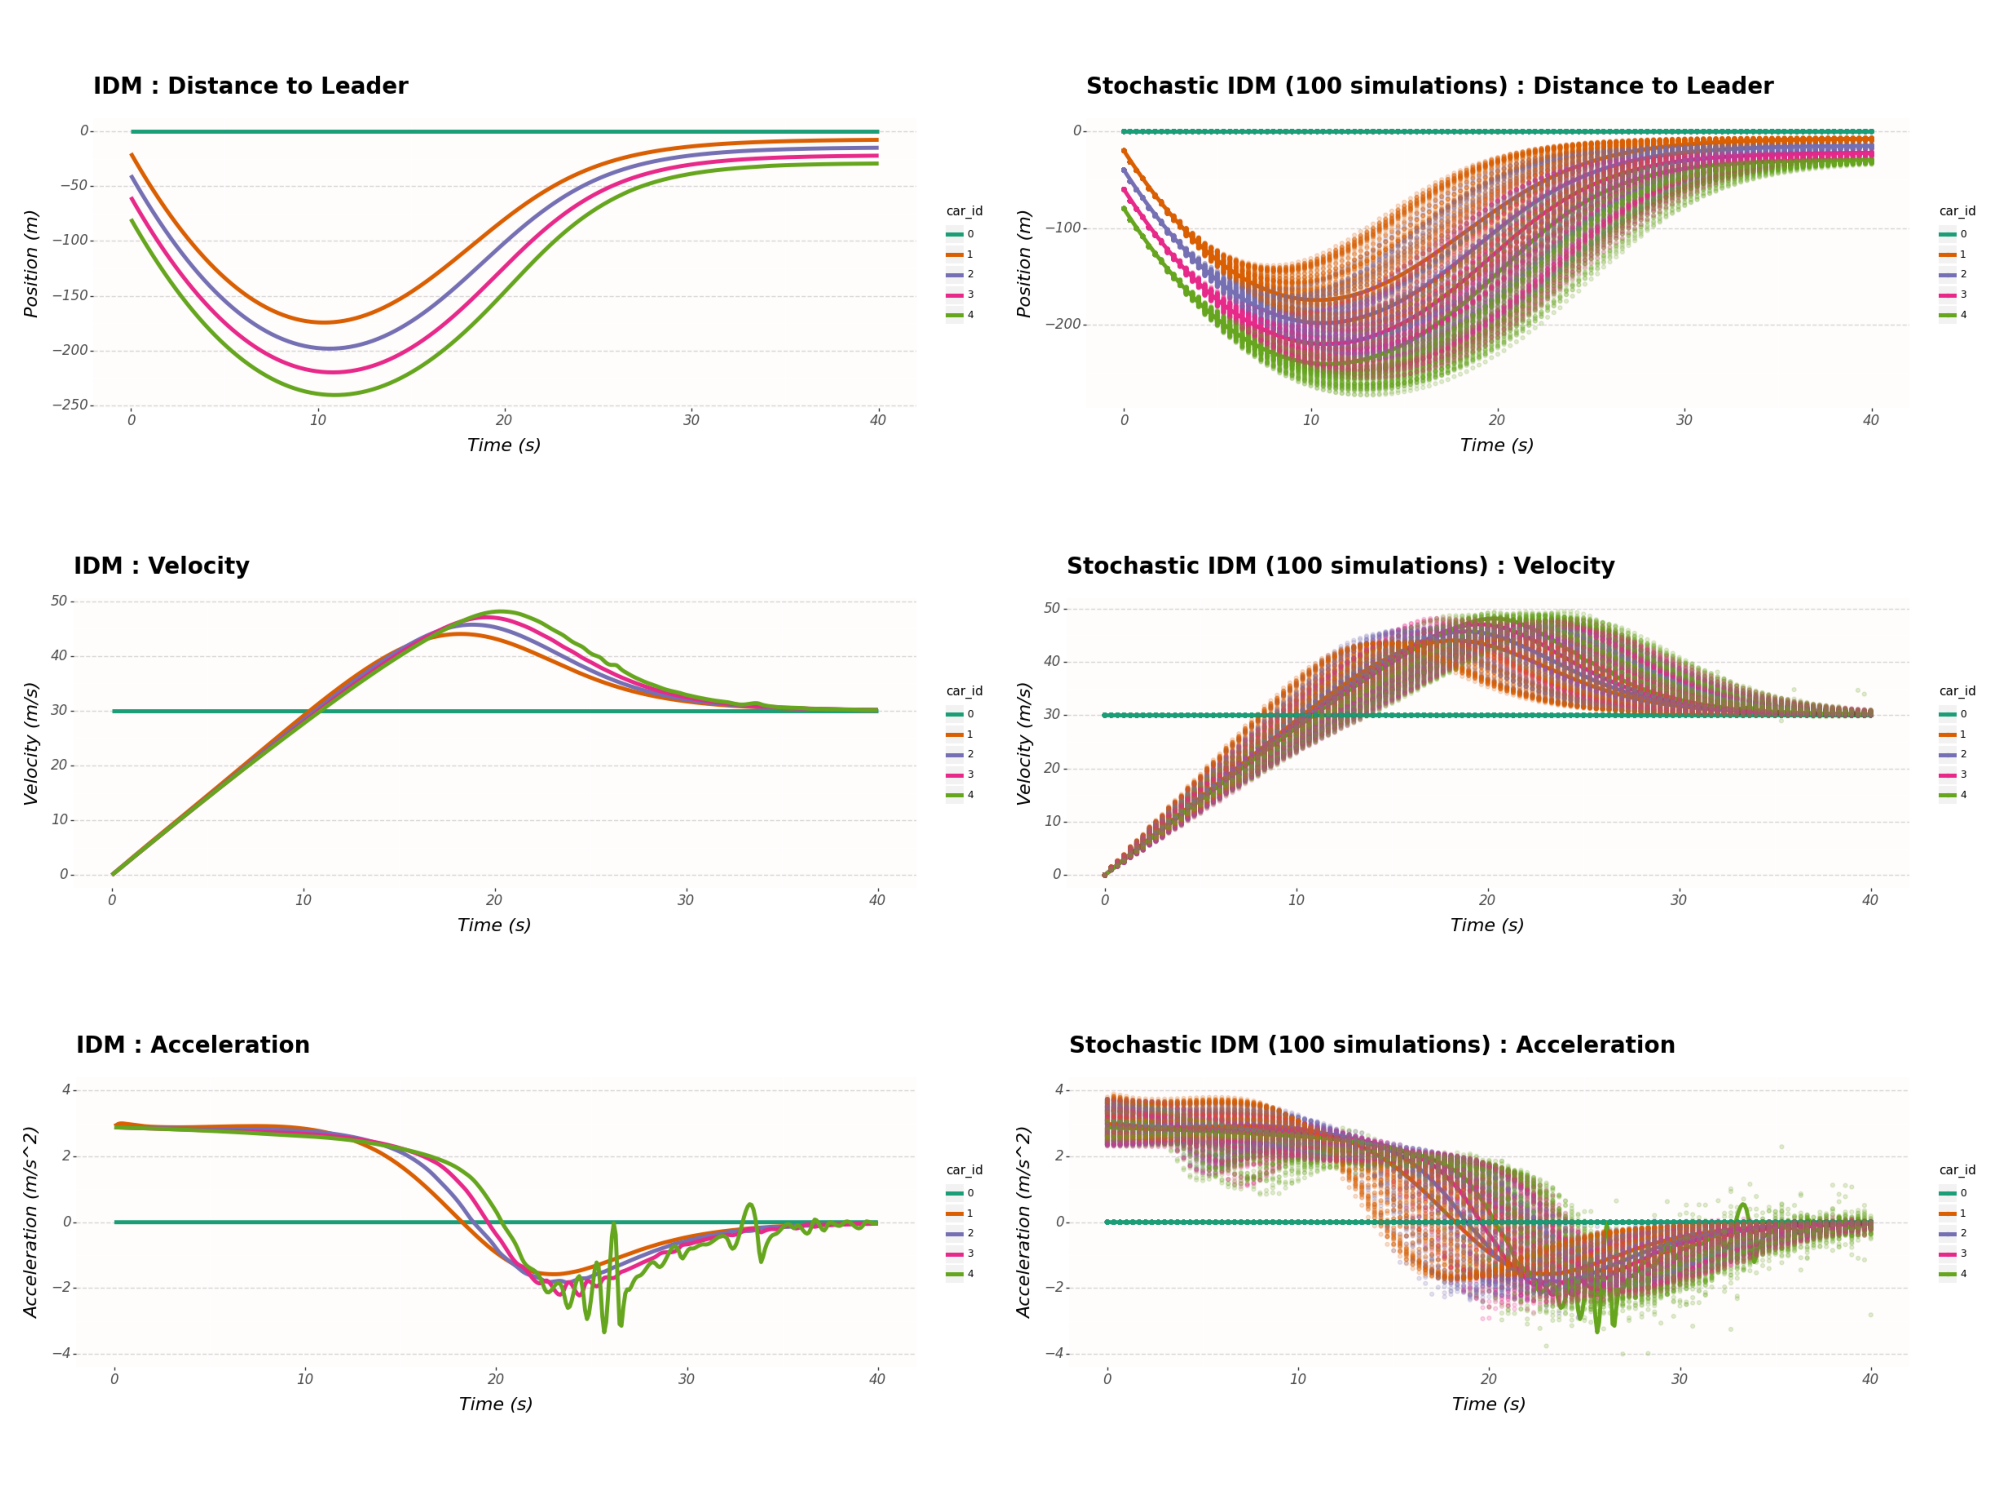 IDM : Distance to Leader
Position (m)
0
−50
−100
−150
−200
−250
0 10 20 30 40
Time (s)
car_id
0
1
2
3
4
Stochastic IDM (100 simulations) : Distance to Leader
Position (m)
0
−100
−200
0 10 20 30 40
Time (s)
car_id
0
1
2
3
4
IDM : Velocity
Velocity (m/s)
50
40
30
20
10
0
0 10 20 30 40
Time (s)
car_id
0
1
2
3
4
Stochastic IDM (100 simulations) : Velocity
Velocity (m/s)
50
40
30
20
10
0
0 10 20 30 40
Time (s)
car_id
0
1
2
3
4
IDM : Acceleration
Acceleration (m/s^2)
4
2
0
−2
−4
0 10 20 30 40
Time (s)
car_id
0
1
2
3
4
Stochastic IDM (100 simulations) : Acceleration
Acceleration (m/s^2)
4
2
0
−2
−4
0 10 20 30 40
Time (s)
car_id
0
1
2
3
4